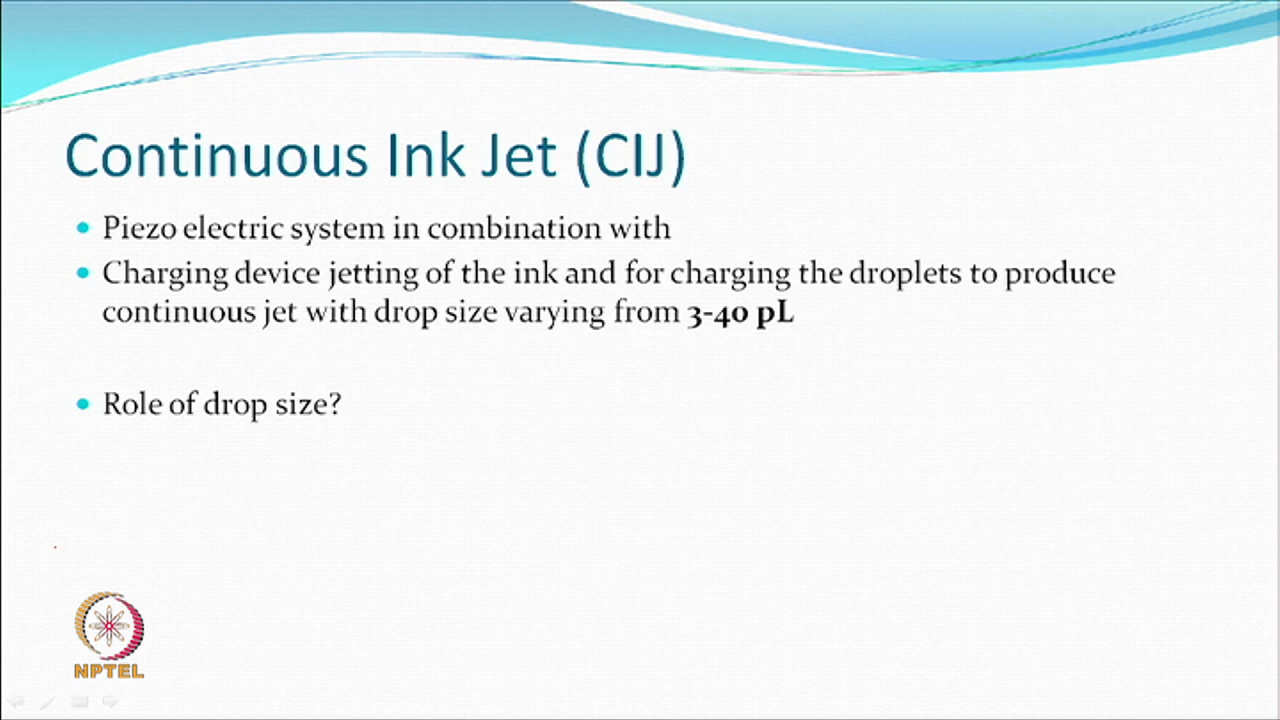 Continuous Ink Jet (CIJ)
Piezo electric system in combination with
Charging device jetting of the ink and for charging the droplets to produce
continuous jet with drop size varying from 3-40 pL
Role of drop size?
NPTEL